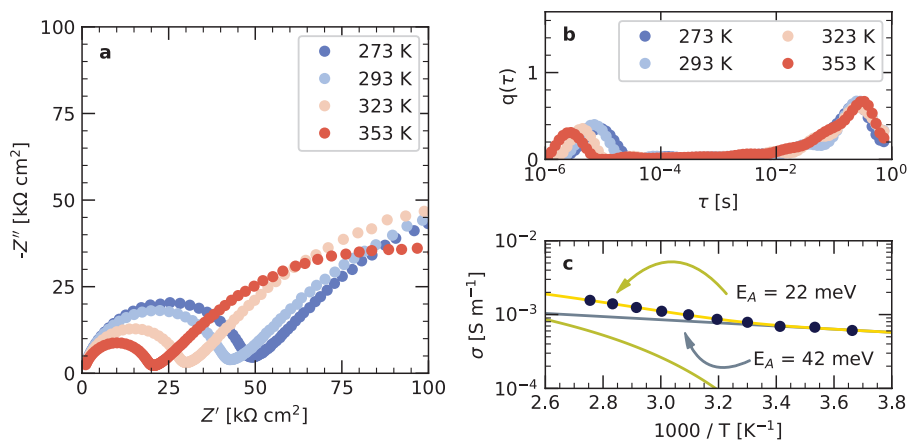 a
-Z″ [kΩ cm²]
100
75
50
25
0
0 25 50 75 100
Z′ [kΩ cm²]
273 K
293 K
323 K
353 K
b
q(τ)
1
0
273 K 323 K
293 K 353 K
10⁻⁶ 10⁻⁴ 10⁻² 10⁰
τ [s]
c
σ [S m⁻¹]
10⁻²
10⁻³
10⁻⁴
E_A = 22 meV
E_A = 42 meV
2.6 2.8 3.0 3.2 3.4 3.6 3.8
1000 / T [K⁻¹]